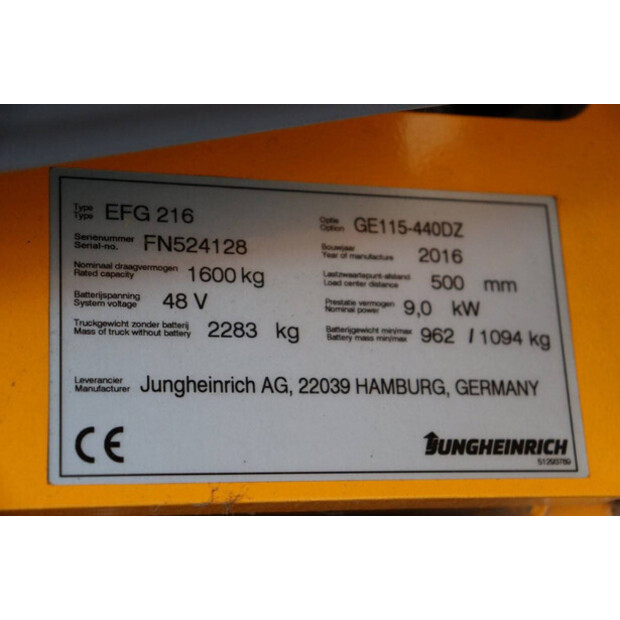 Type
Type EFG 216
Optie
Option GE115-440DZ
Serienummer
Serial-no. FN524128
Bouwjaar
Year of manufacture 2016
Nominaal draagvermogen
Rated capacity 1600 kg
Lastzwaartepunt-afstand
Load center distance 500 mm
Batterijspanning
System voltage 48 V
Prestatie vermogen
Nominal power 9,0 kW
Truckgewicht zonder batterij
Mass of truck without battery 2283 kg
Batterijgewicht min/max
Battery mass min/max 962 / 1094 kg
Leverancier
Manufacturer Jungheinrich AG, 22039 HAMBURG, GERMANY
CE
JUNGHEINRICH
51290769